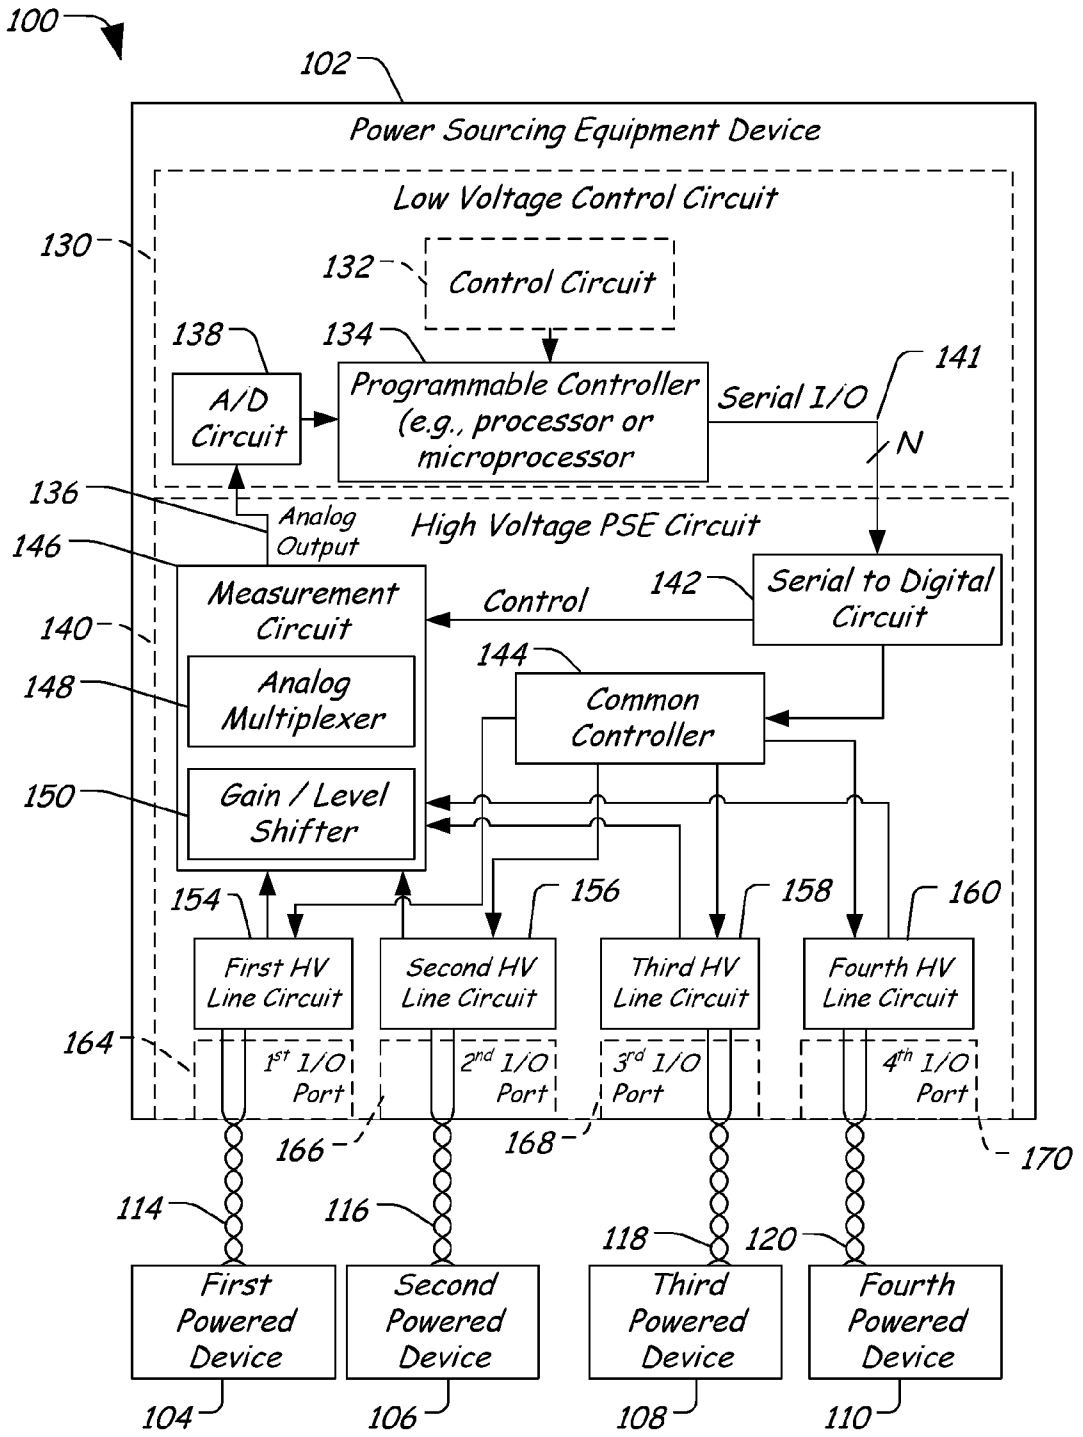 100
102
Power Sourcing Equipment Device
Low Voltage Control Circuit
130
132
Control Circuit
138
134
141
A/D
Circuit
Programmable Controller
(e.g., processor or
microprocessor
Serial I/O
N
136
Analog
Output
High Voltage PSE Circuit
146
Measurement
Circuit
142
Serial to Digital
Circuit
Control
140
144
148
Analog
Multiplexer
Common
Controller
150
Gain / Level
Shifter
154
156
158
160
First HV
Line Circuit
Second HV
Line Circuit
Third HV
Line Circuit
Fourth HV
Line Circuit
164
1st I/O
Port
2nd I/O
Port
3rd I/O
Port
4th I/O
Port
166
168
170
114
116
118
120
First
Powered
Device
Second
Powered
Device
Third
Powered
Device
Fourth
Powered
Device
104
106
108
110